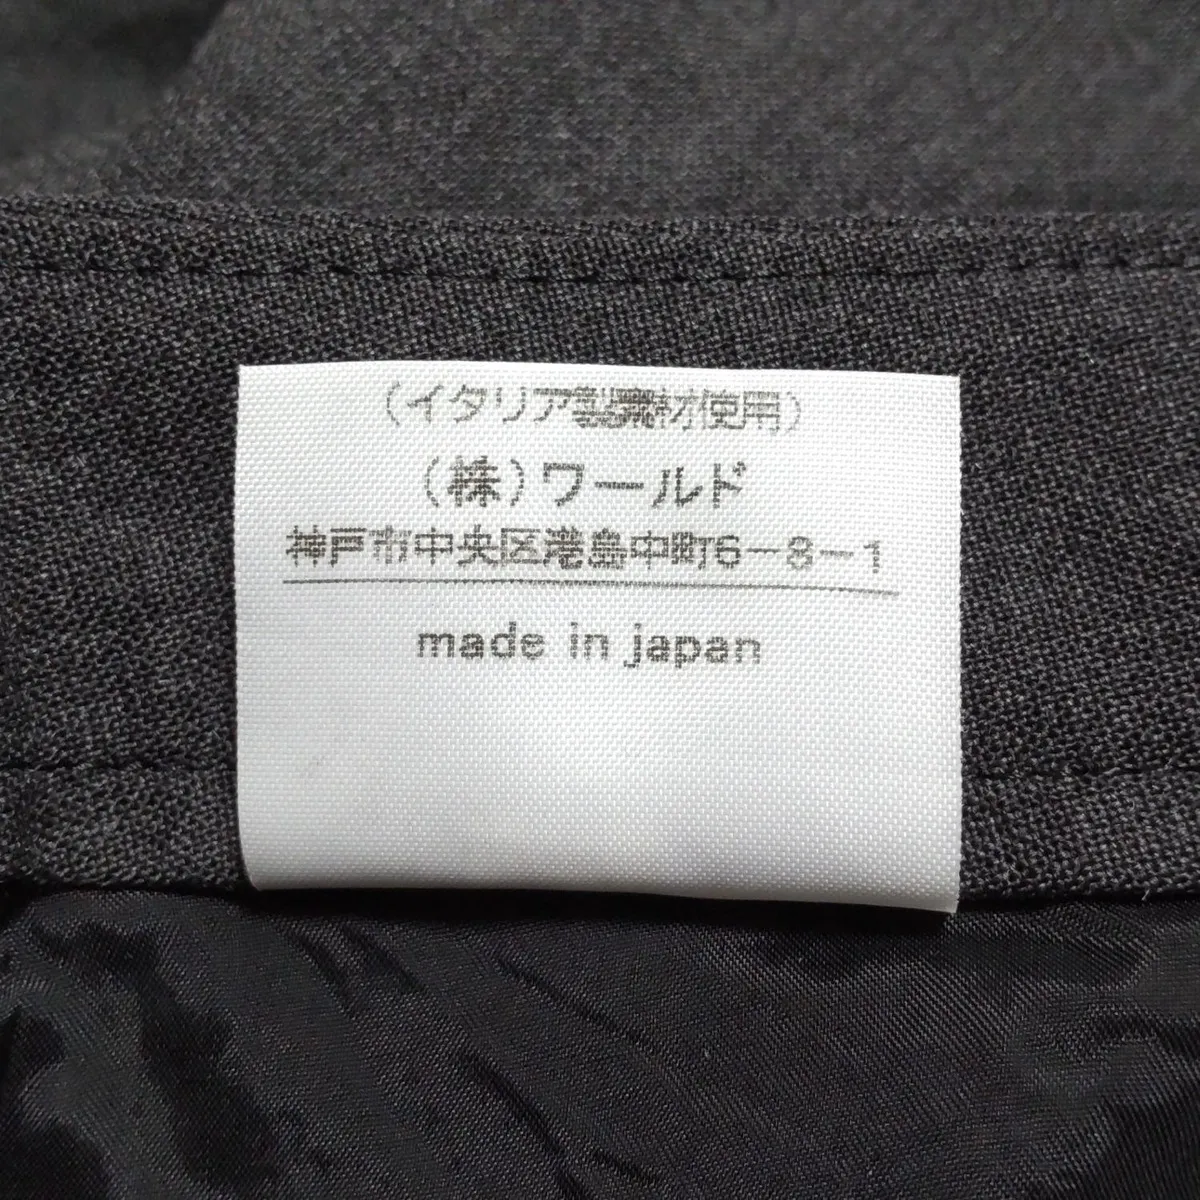 （イタリア製素材使用）
（株）ワールド
神戸市中央区港島中町6-8-1
made in japan